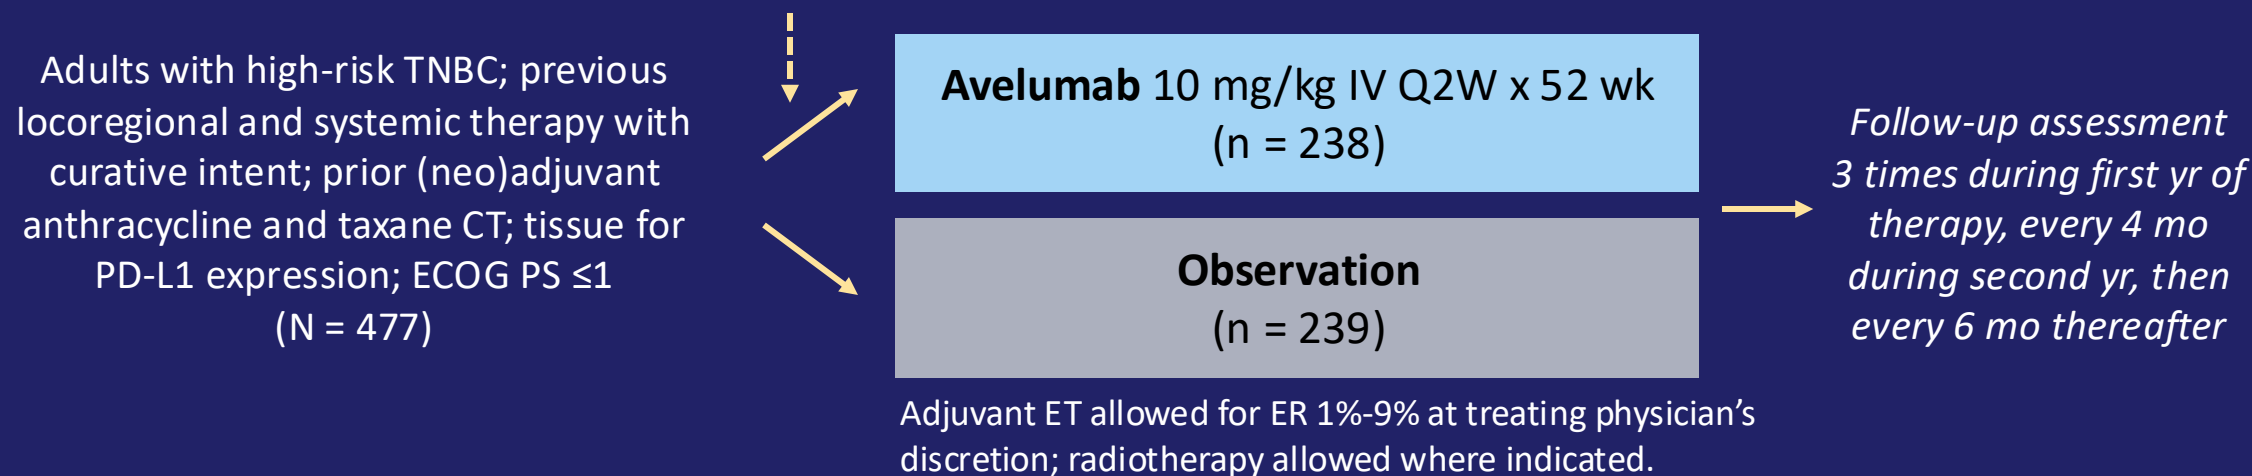 Adults with high-risk TNBC; previous
locoregional and systemic therapy with
curative intent; prior (neo)adjuvant
anthracycline and taxane CT; tissue for
PD-L1 expression; ECOG PS ≤1
(N = 477)
Avelumab 10 mg/kg IV Q2W x 52 wk
(n = 238)
Observation
(n = 239)
Adjuvant ET allowed for ER 1%-9% at treating physician’s
discretion; radiotherapy allowed where indicated.
Follow-up assessment
3 times during first yr of
therapy, every 4 mo
during second yr, then
every 6 mo thereafter